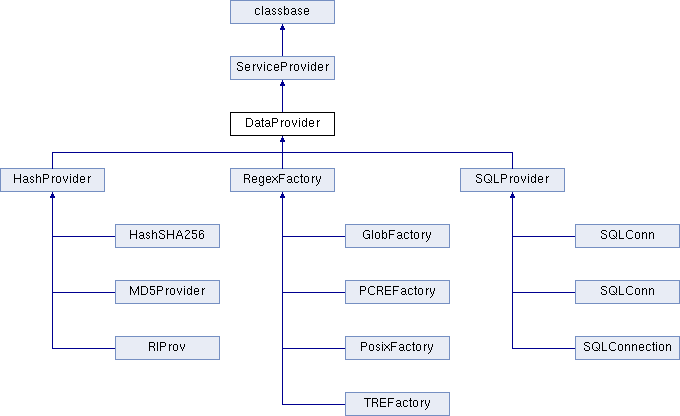 classbase
ServiceProvider
DataProvider
HashProvider
RegexFactory
SQLProvider
HashSHA256
GlobFactory
SQLConn
MD5Provider
PCREFactory
SQLConn
RIProv
PosixFactory
SQLConnection
TREFactory